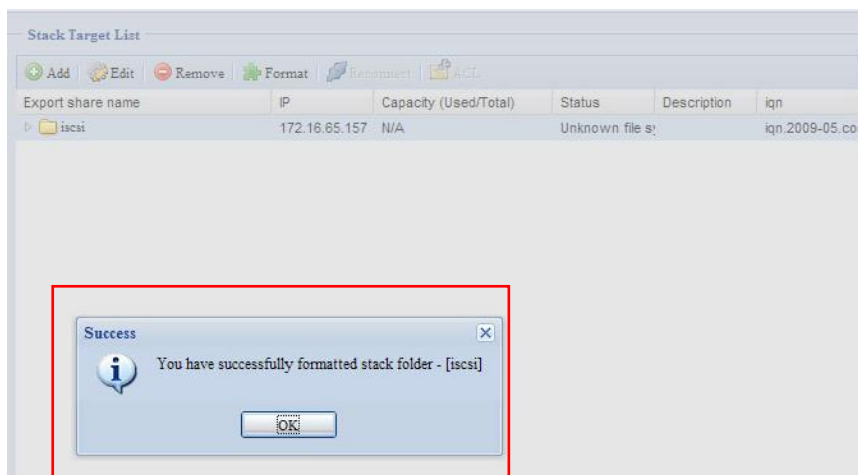 Stack Target List
Add Edit Remove Format Reconnect ACL
Export share name IP Capacity (Used/Total) Status Description iqn
iscsi 172.16.65.157 N/A Unknown file sy iqn.2009-05.co
Success
You have successfully formatted stack folder - [iscsi]
OK